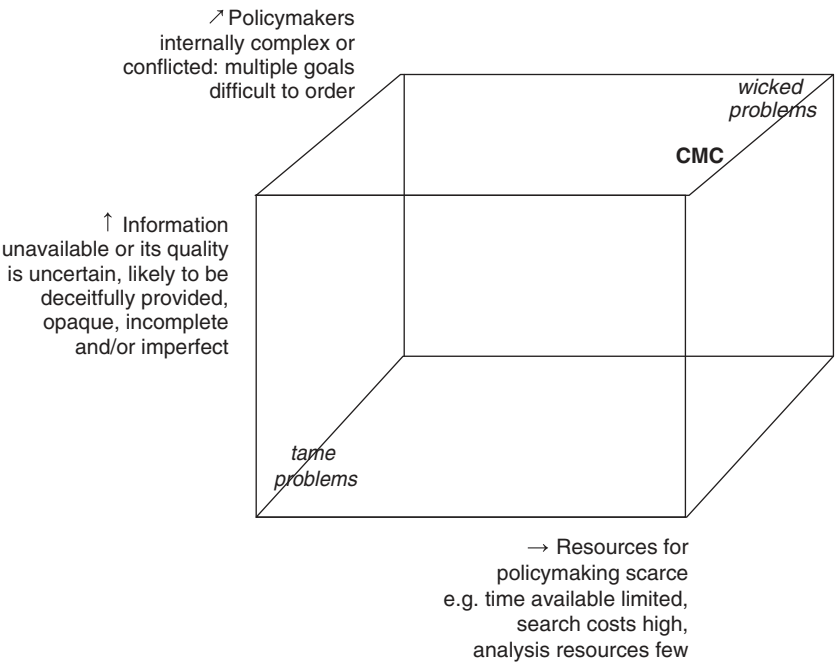 ↗ Policymakers
internally complex or
conflicted: multiple goals
difficult to order
wicked
problems
CMC
↑ Information
unavailable or its quality
is uncertain, likely to be
deceitfully provided,
opaque, incomplete
and/or imperfect
tame
problems
→ Resources for
policymaking scarce
e.g. time available limited,
search costs high,
analysis resources few